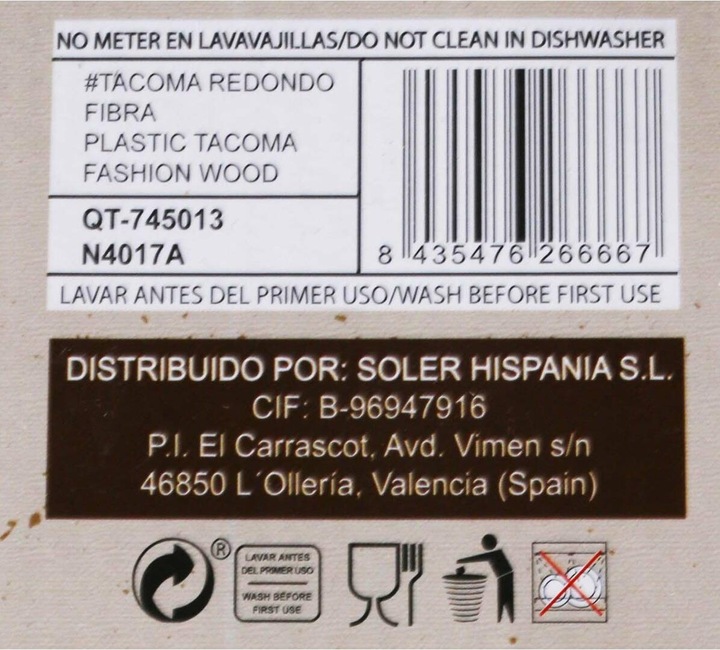 NO METER EN LAVAVAJILLAS/DO NOT CLEAN IN DISHWASHER
#TACOMA REDONDO
FIBRA
PLASTIC TACOMA
FASHION WOOD
QT-745013
N4017A
8 435476 266667
LAVAR ANTES DEL PRIMER USO/WASH BEFORE FIRST USE
DISTRIBUIDO POR: SOLER HISPANIA S.L.
CIF: B-96947916
P.I. El Carrascot, Avd. Vimen s/n
46850 L´Ollería, Valencia (Spain)
®
LAVAR ANTES
DEL PRIMER USO
WASH BEFORE
FIRST USE